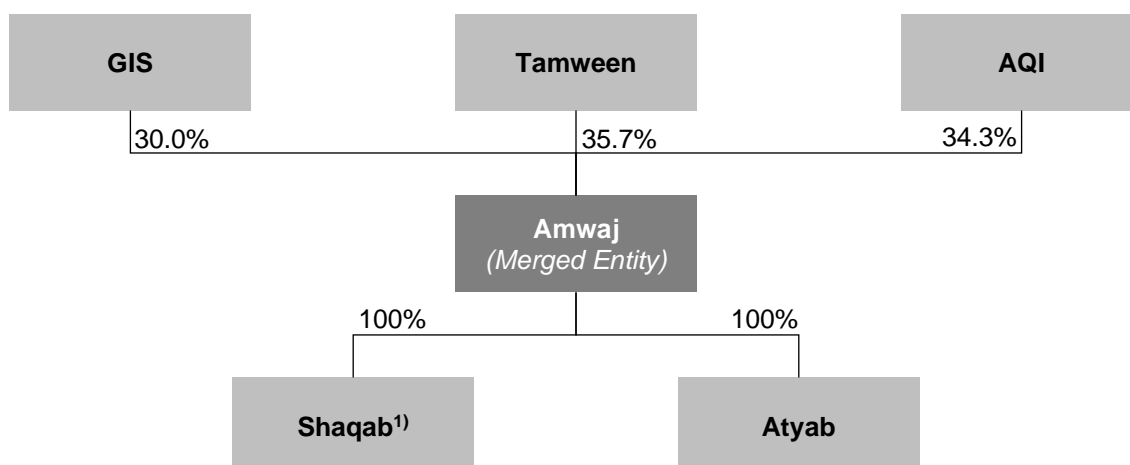 GIS
Tamween
AQI
30.0%
35.7%
34.3%
Amwaj
(Merged Entity)
100%
100%
Shaqab1)
Atyab